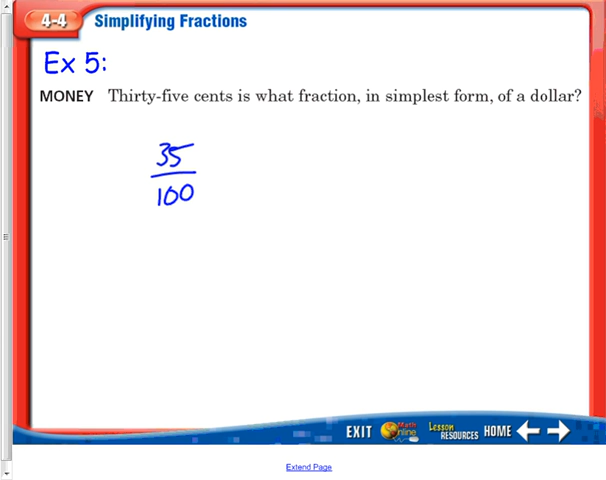 4-4 Simplifying Fractions
Ex 5:
MONEY Thirty-five cents is what fraction, in simplest form, of a dollar?
35
100
EXIT Math Online Lesson RESOURCES HOME
Extend Page